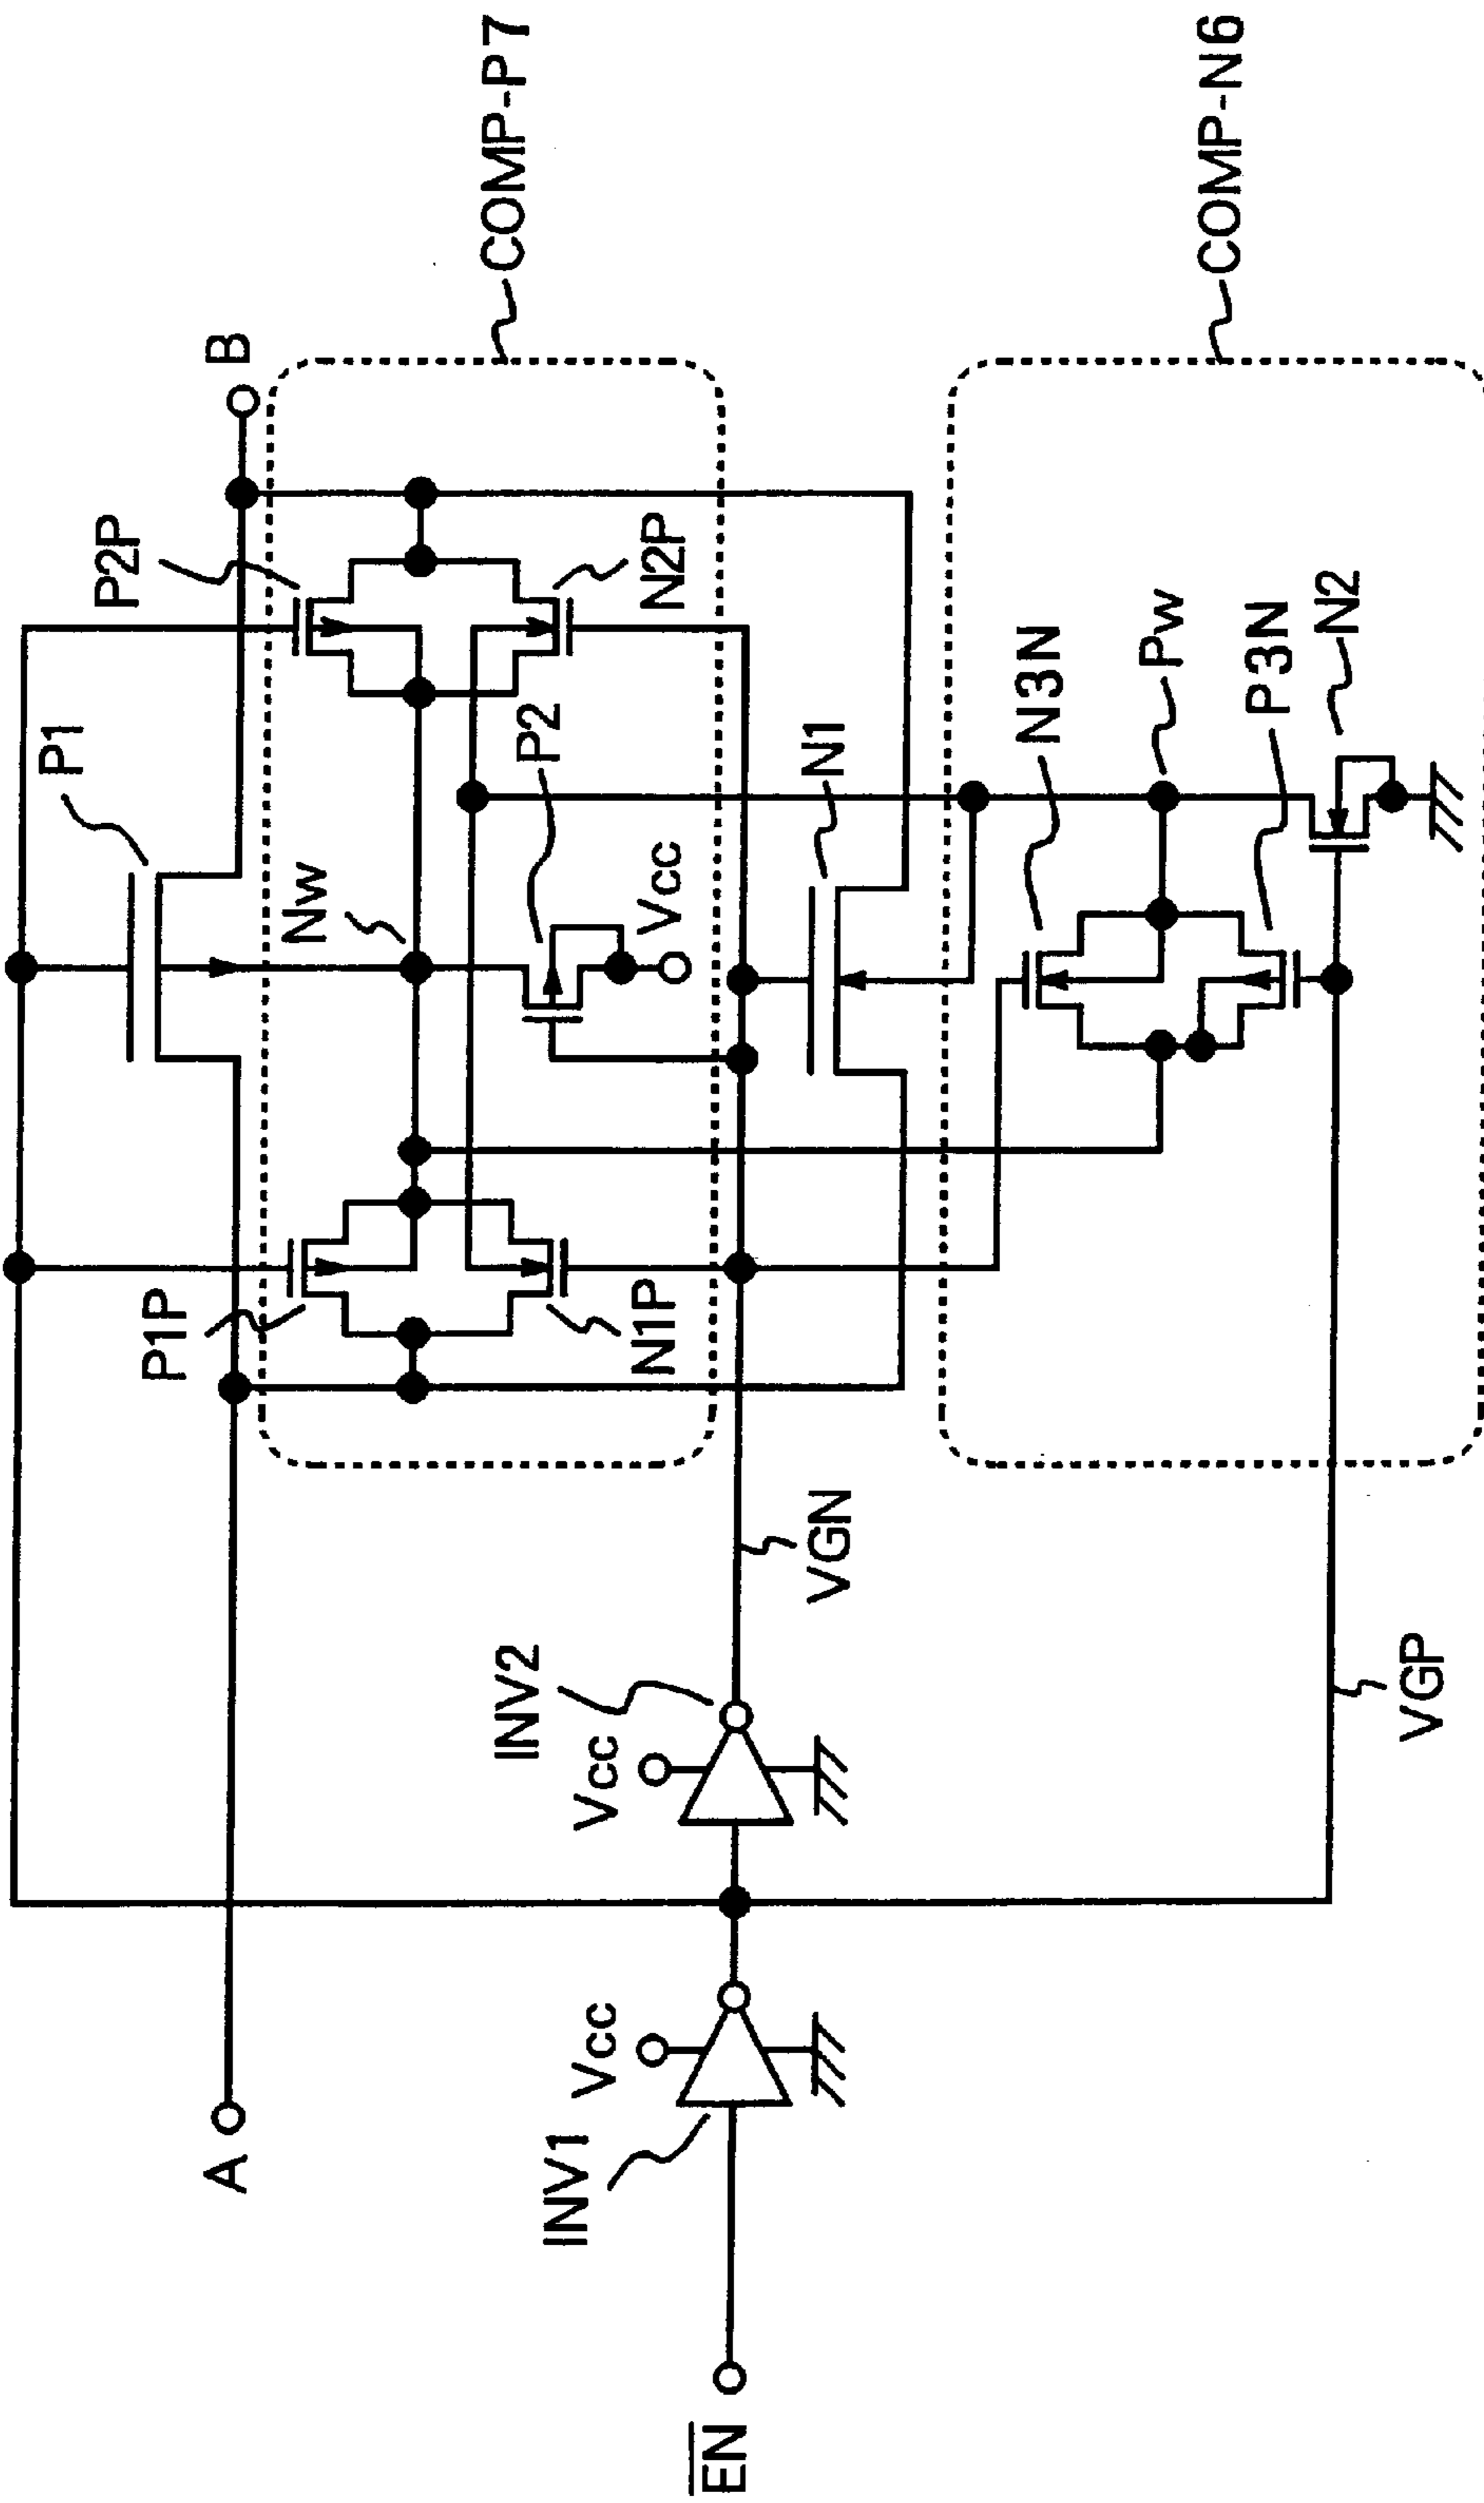 P1
P2P
B
COMP-P7
P1P
Nw
P2
Vcc
N1P
N2P
A
INV1
Vcc
INV2
Vcc
EN
VGN
N1
N3N
Pw
P3N
N2
COMP-N6
VGP